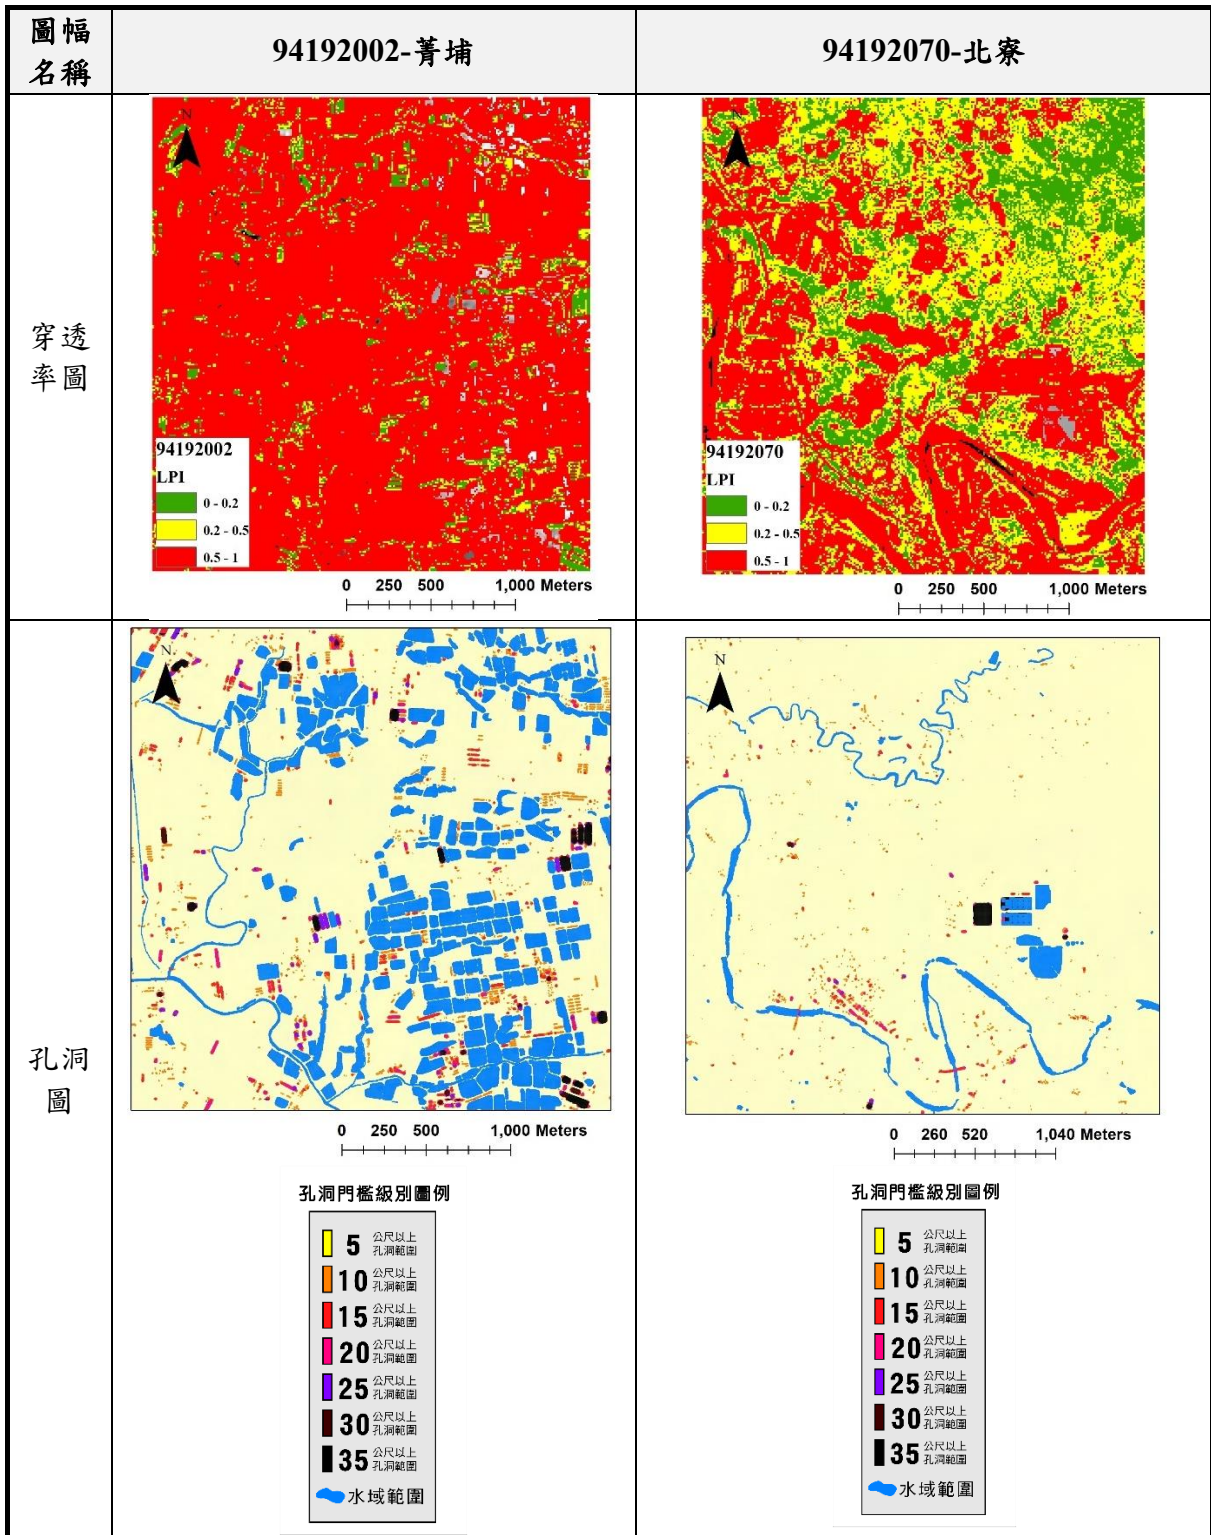 圖幅
名稱
94192002-菁埔
94192070-北寮
穿透
率圖
N
94192002
LPI
0 - 0.2
0.2 - 0.5
0.5 - 1
0 250 500 1,000 Meters
N
94192070
LPI
0 - 0.2
0.2 - 0.5
0.5 - 1
0 250 500 1,000 Meters
孔洞
圖
N
0 250 500 1,000 Meters
孔洞門檻級別圖例
5 公尺以上
孔洞範圍
10 公尺以上
孔洞範圍
15 公尺以上
孔洞範圍
20 公尺以上
孔洞範圍
25 公尺以上
孔洞範圍
30 公尺以上
孔洞範圍
35 公尺以上
孔洞範圍
水域範圍
N
0 260 520 1,040 Meters
孔洞門檻級別圖例
5 公尺以上
孔洞範圍
10 公尺以上
孔洞範圍
15 公尺以上
孔洞範圍
20 公尺以上
孔洞範圍
25 公尺以上
孔洞範圍
30 公尺以上
孔洞範圍
35 公尺以上
孔洞範圍
水域範圍